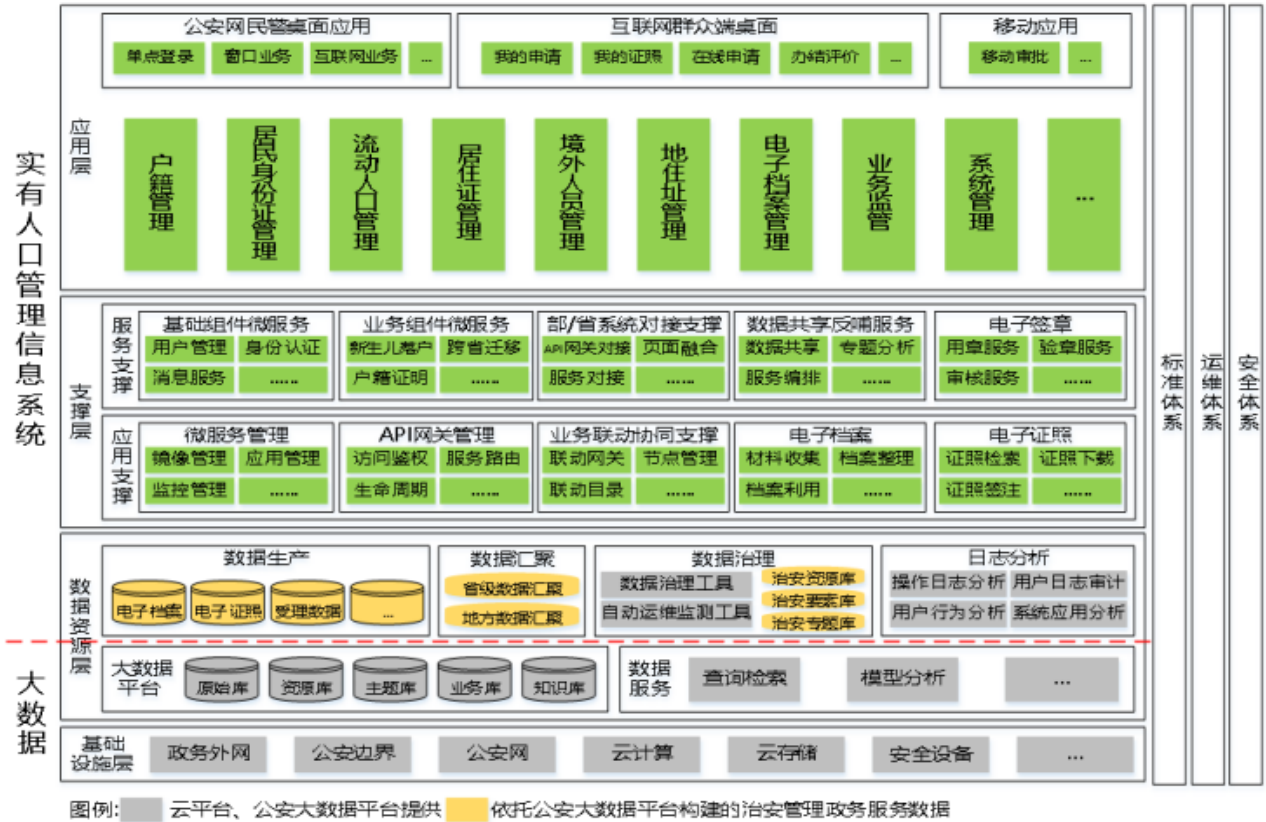 实有人口管理信息系统
大数据
应用层
公安网民警桌面应用
单点登录 窗口业务 互联网业务 ...
互联网群众端桌面
我的申请 我的证照 在线申请 办结评价 ...
移动应用
移动审批 ...
户籍管理
居民身份证管理
流动人口管理
居住证管理
境外人员管理
地住址管理
电子档案管理
业务监管
系统管理
...
支撑层
服务支撑
基础组件微服务
用户管理 身份认证
消息服务 ……
业务组件微服务
新生儿落户 跨省迁移
户籍证明 ……
部/省系统对接支撑
API网关对接 页面融合
服务对接 ……
数据共享反哺服务
数据共享 专题分析
服务编排 ……
电子签章
用章服务 验章服务
审核服务 ……
应用支撑
微服务管理
镜像管理 应用管理
监控管理 ……
API网关管理
访问鉴权 服务路由
生命周期 ……
业务联动协同支撑
联动网关 节点管理
联动目录 ……
电子档案
材料收集 档案整理
档案利用 ……
电子证照
证照检索 证照下载
证照签注 ……
数据资源层
数据生产
电子档案 电子证照 受理数据 ...
数据汇聚
省级数据汇聚
地方数据汇聚
数据治理
数据治理工具
自动运维监测工具
治安资源库
治安要素库
治安专题库
日志分析
操作日志分析 用户日志审计
用户行为分析 系统应用分析
大数据
平台
原始库 资源库 主题库 业务库 知识库
数据
服务
查询检索 模型分析 ...
基础
设施层
政务外网 公安边界 公安网 云计算 云存储 安全设备 ...
标准体系
运维体系
安全体系
图例: 云平台、公安大数据平台提供 依托公安大数据平台构建的治安管理政务服务数据